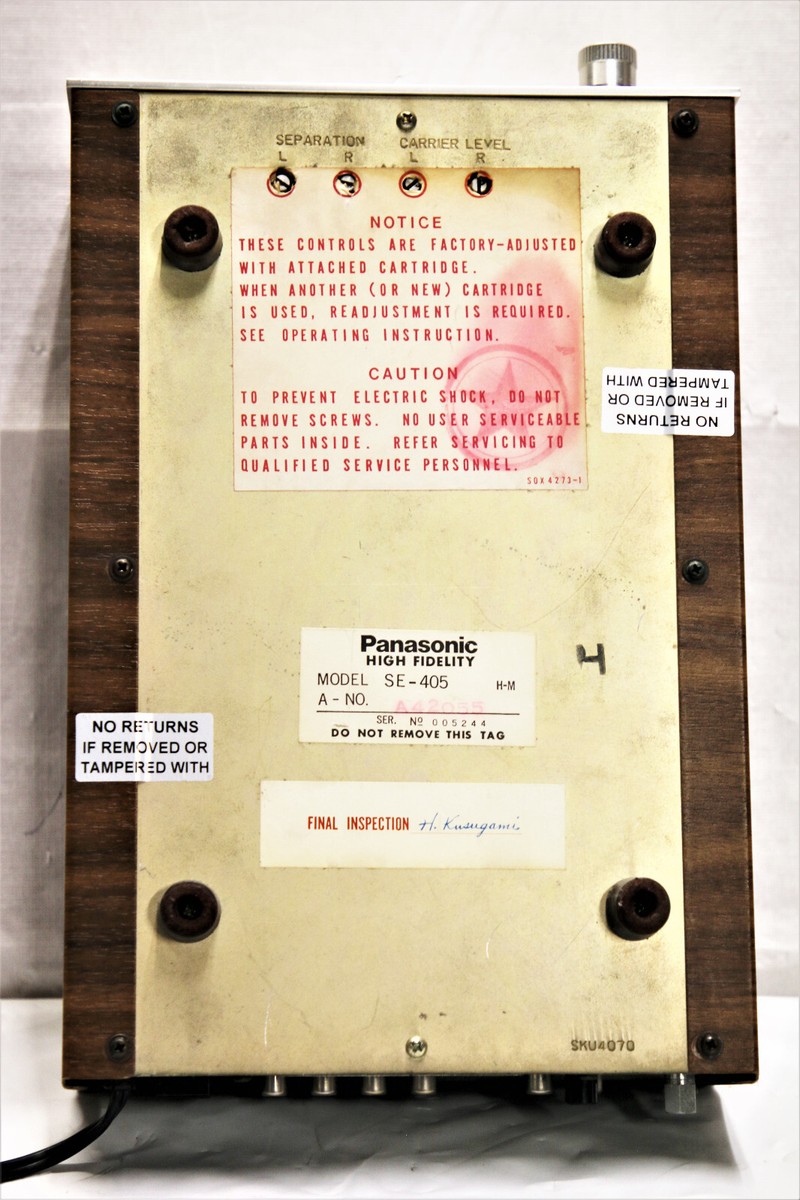 SEPARATION CARRIER LEVEL
L R L R
NOTICE
THESE CONTROLS ARE FACTORY-ADJUSTED
WITH ATTACHED CARTRIDGE.
WHEN ANOTHER (OR NEW) CARTRIDGE
IS USED, READJUSTMENT IS REQUIRED.
SEE OPERATING INSTRUCTION.
CAUTION
TO PREVENT ELECTRIC SHOCK, DO NOT
REMOVE SCREWS. NO USER SERVICEABLE
PARTS INSIDE. REFER SERVICING TO
QUALIFIED SERVICE PERSONNEL.
SQX4273-1
NO RETURNS
IF REMOVED OR
TAMPERED WITH
Panasonic
HIGH FIDELITY
MODEL SE-405 H-M
A-NO. A42055
SER. Nº 005244
DO NOT REMOVE THIS TAG
4
NO RETURNS
IF REMOVED OR
TAMPERED WITH
FINAL INSPECTION H. Kusugami
SKU4070